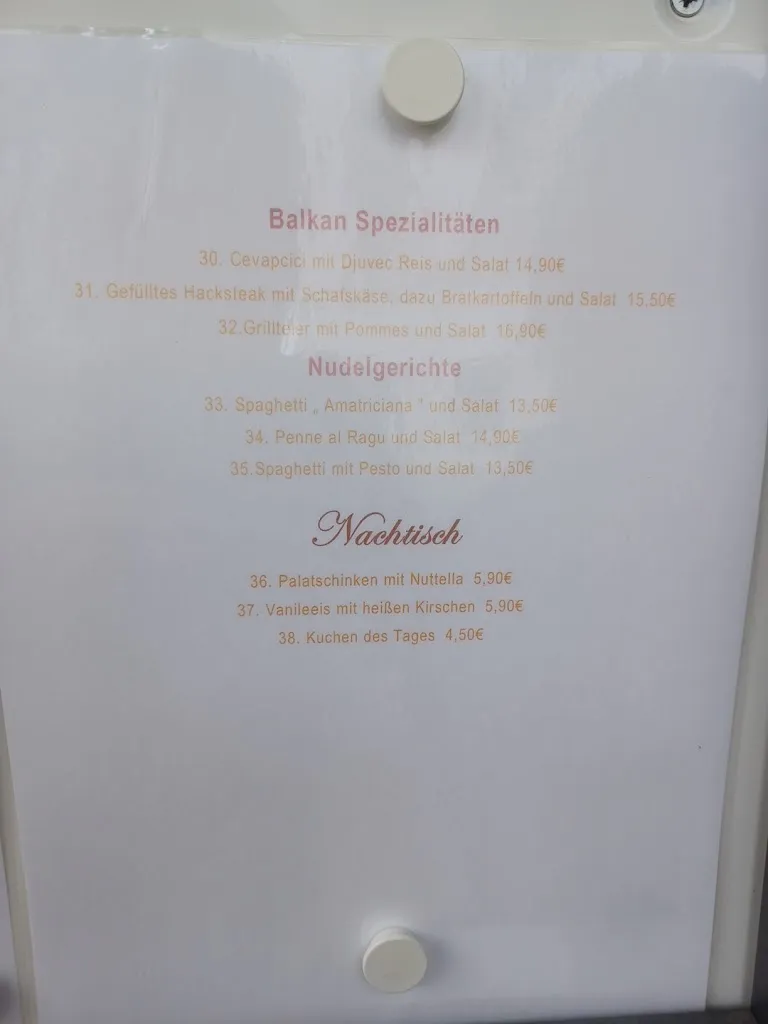 Balkan Spezialitäten
30. Cevapcici mit Djuvec Reis und Salat 14,90€
31. Gefülltes Hacksteak mit Schafskäse, dazu Bratkartoffeln und Salat 15,50€
32.Grillteler mit Pommes und Salat 16,90€
Nudelgerichte
33. Spaghetti „ Amatriciana “ und Salat 13,50€
34. Penne al Ragu und Salat 14,90€
35.Spaghetti mit Pesto und Salat 13,50€
Nachtisch
36. Palatschinken mit Nuttella 5,90€
37. Vanileeis mit heißen Kirschen 5,90€
38. Kuchen des Tages 4,50€